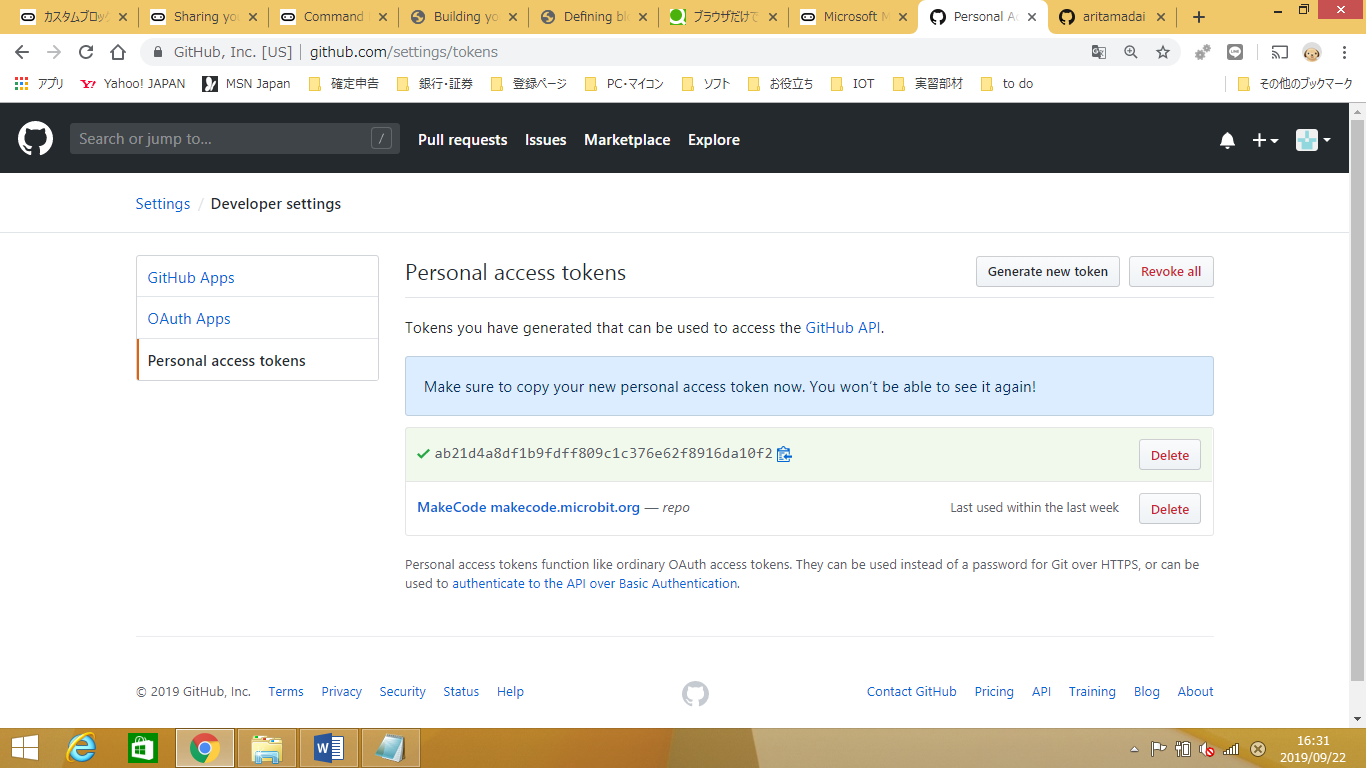 カスタムブロッ
Sharing you
Command
Building yo
Defining blo
ブラウザだけで
Microsoft M
Personal Ac
aritamadai
GitHub, Inc. [US] | github.com/settings/tokens
アプリ Yahoo! JAPAN MSN Japan 確定申告 銀行・証券 登録ページ PC・マイコン ソフト お役立ち IOT 実習部材 to do その他のブックマーク
Search or jump to... / Pull requests Issues Marketplace Explore
Settings / Developer settings
GitHub Apps
OAuth Apps
Personal access tokens
Personal access tokens Generate new token Revoke all
Tokens you have generated that can be used to access the GitHub API.
Make sure to copy your new personal access token now. You won't be able to see it again!
ab21d4a8df1b9fdff809c1c376e62f8916da10f2 Delete
MakeCode makecode.microbit.org — repo Last used within the last week Delete
Personal access tokens function like ordinary OAuth access tokens. They can be used instead of a password for Git over HTTPS, or can be
used to authenticate to the API over Basic Authentication.
© 2019 GitHub, Inc. Terms Privacy Security Status Help Contact GitHub Pricing API Training Blog About
16:31
2019/09/22